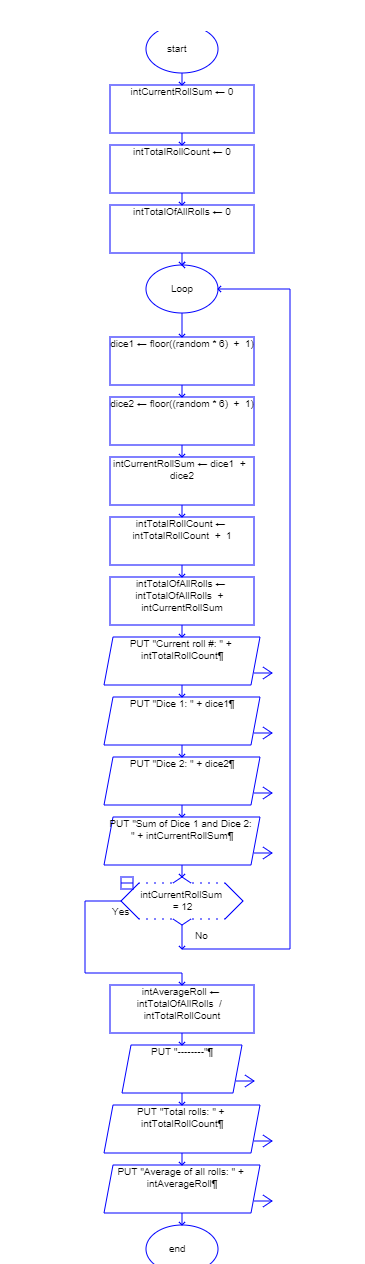 start
intCurrentRollSum ← 0
intTotalRollCount ← 0
intTotalOfAllRolls ← 0
Loop
dice1 ← floor((random * 6) + 1)
dice2 ← floor((random * 6) + 1)
intCurrentRollSum ← dice1 +
dice2
intTotalRollCount ←
intTotalRollCount + 1
intTotalOfAllRolls ←
intTotalOfAllRolls +
intCurrentRollSum
PUT "Current roll #: " +
intTotalRollCount¶
PUT "Dice 1: " + dice1¶
PUT "Dice 2: " + dice2¶
PUT "Sum of Dice 1 and Dice 2:
" + intCurrentRollSum¶
intCurrentRollSum
= 12
Yes
No
intAverageRoll ←
intTotalOfAllRolls /
intTotalRollCount
PUT "--------"¶
PUT "Total rolls: " +
intTotalRollCount¶
PUT "Average of all rolls: " +
intAverageRoll¶
end